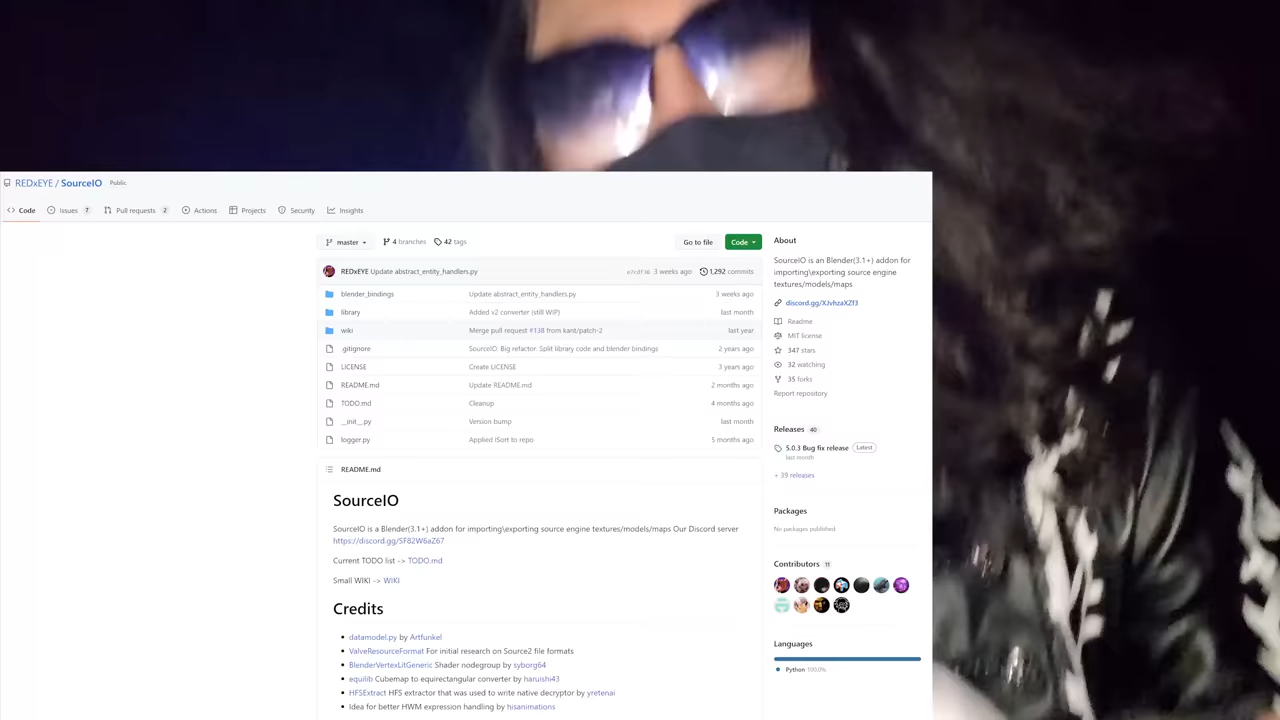 REDxEYE / SourceIO Public
Code Issues 7 Pull requests 2 Actions Projects Security Insights
master 4 branches 42 tags Go to file Code
REDxEYE Update abstract_entity_handlers.py 3 weeks ago 1,292 commits
blender_bindings Update abstract_entity_handlers.py 3 weeks ago
library Added v2 converter (still WIP) last month
wiki Merge pull request #138 from kant/patch-2 last year
.gitignore SourceIO: Big refactor. Split library code and blender bindings 2 years ago
LICENSE Create LICENSE 3 years ago
README.md Update README.md 2 months ago
TODO.md Cleanup 4 months ago
__init__.py Version bump last month
logger.py Applied ISort to repo 5 months ago
README.md
SourceIO
SourceIO is a Blender(3.1+) addon for importing\exporting source engine textures/models/maps Our Discord server
https://discord.gg/SF82W6aZ67
Current TODO list -> TODO.md
Small WIKI -> WIKI
Credits
datamodel.py by Artfunkel
ValveResourceFormat For initial research on Source2 file formats
BlenderVertexLitGeneric Shader nodegroup by syborg64
equilib Cubemap to equirectangular converter by haruishi43
HFSExtract HFS extractor that was used to write native decryptor by yretenai
Idea for better HWM expression handling by hisanimations
About
SourceIO is an Blender(3.1+) addon for
importing\exporting source engine
textures/models/maps
discord.gg/XJvhzaXZf3
Readme
MIT license
347 stars
32 watching
35 forks
Report repository
Releases 40
5.0.3 Bug fix release Latest
last month
+ 39 releases
Packages
No packages published
Contributors 11
Languages
Python 100.0%